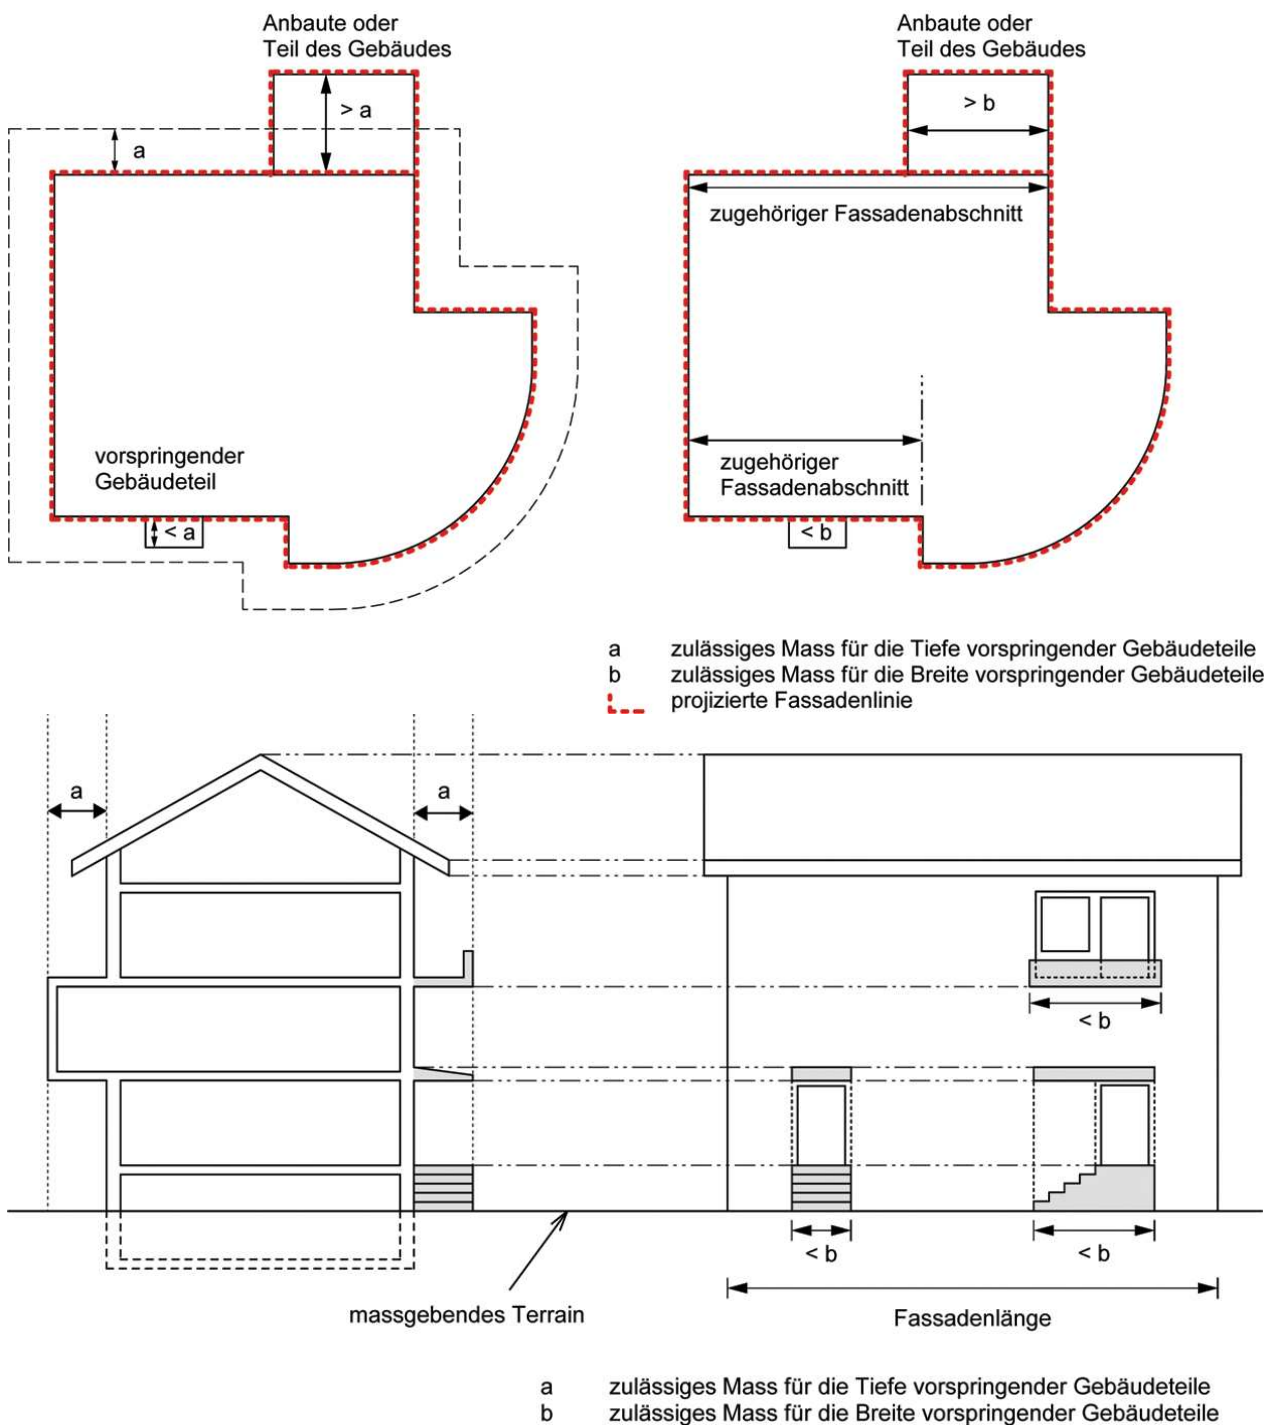 Anbaute oder
Teil des Gebäudes
> a
a
vorspringender
Gebäudeteil
< a
Anbaute oder
Teil des Gebäudes
> b
zugehöriger Fassadenabschnitt
zugehöriger
Fassadenabschnitt
< b
a zulässiges Mass für die Tiefe vorspringender Gebäudeteile
b zulässiges Mass für die Breite vorspringender Gebäudeteile
projizierte Fassadenlinie
a
a
< b
< b
< b
massgebendes Terrain
Fassadenlänge
a zulässiges Mass für die Tiefe vorspringender Gebäudeteile
b zulässiges Mass für die Breite vorspringender Gebäudeteile